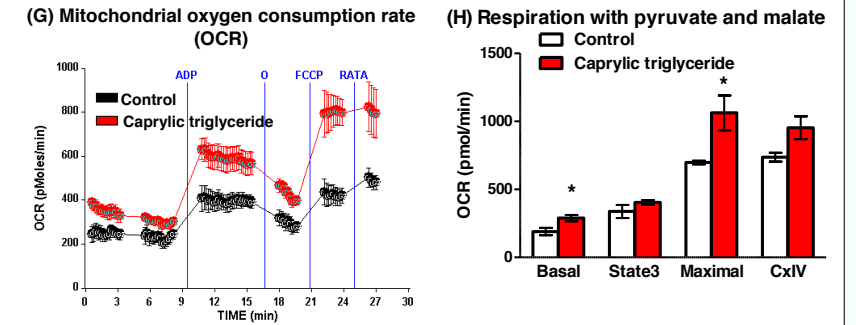 (G) Mitochondrial oxygen consumption rate
(OCR)
1000
800
600
400
200
0
OCR (pMoles/min)
ADP
O
FCCP
RATA
Control
Caprylic triglyceride
0 3 6 9 12 15 18 21 24 27 30
TIME (min)
(H) Respiration with pyruvate and malate
Control
Caprylic triglyceride
1500
1000
500
0
OCR (pmol/min)
*
*
Basal State3 Maximal CxIV